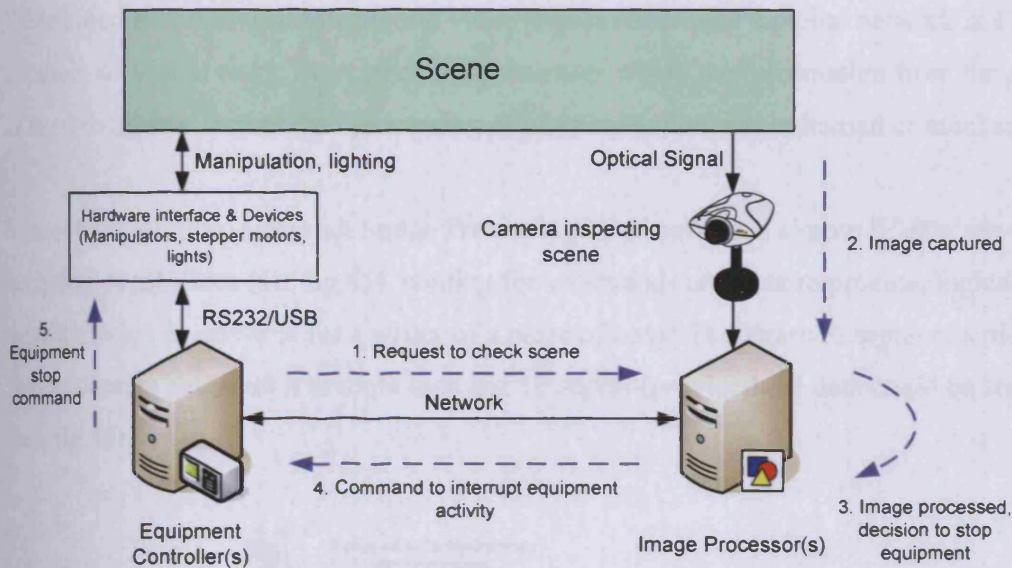 Scene
Manipulation, lighting
Optical Signal
Hardware interface & Devices
(Manipulators, stepper motors,
lights)
Camera inspecting
scene
2. Image captured
RS232/USB
5.
Equipment
stop
command
1. Request to check scene
Network
4. Command to interrupt equipment
activity
3. Image processed,
decision to stop
equipment
Equipment
Controller(s)
Image Processor(s)